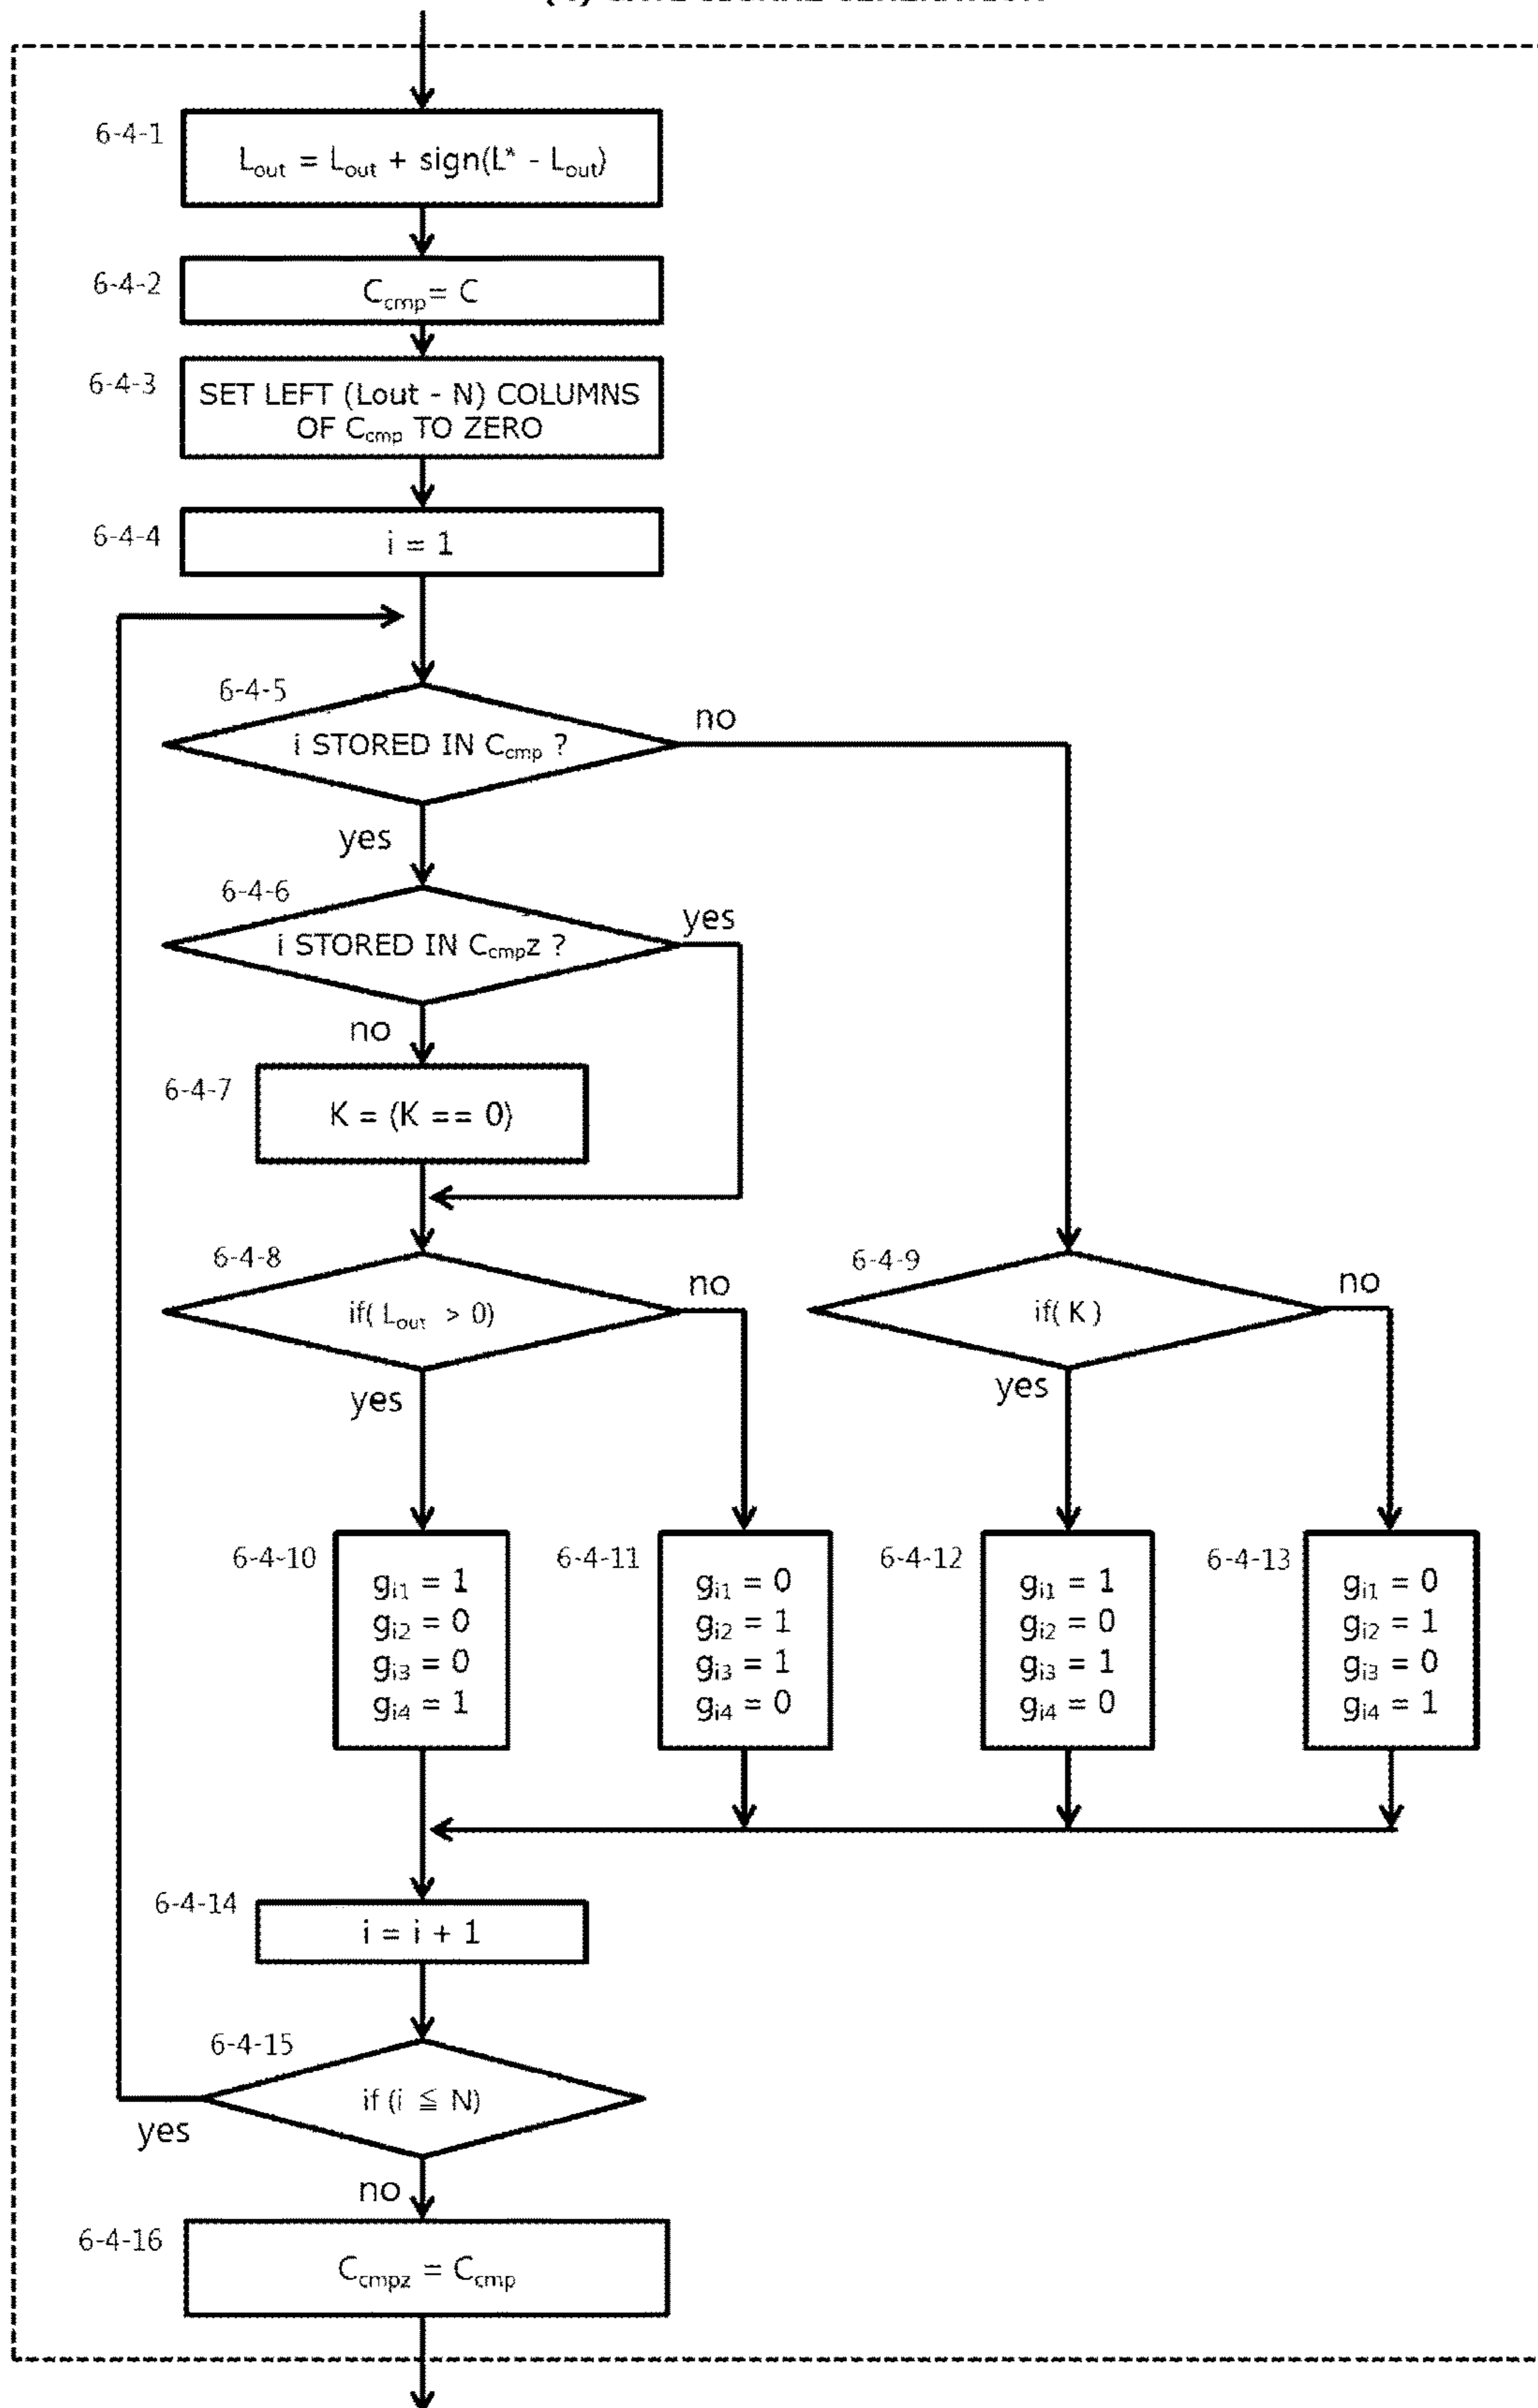 6-4-1
Lout = Lout + sign(L* - Lout)
6-4-2
Ccmp= C
6-4-3
SET LEFT (Lout - N) COLUMNS
OF Ccmp TO ZERO
6-4-4
i = 1
6-4-5
i STORED IN Ccmp ?
no
yes
6-4-6
i STORED IN Ccmpz ?
yes
no
6-4-7
K = (K == 0)
6-4-8
if( Lout > 0)
no
yes
6-4-9
if( K )
no
yes
6-4-10
gi1 = 1
gi2 = 0
gi3 = 0
gi4 = 1
6-4-11
gi1 = 0
gi2 = 1
gi3 = 1
gi4 = 0
6-4-12
gi1 = 1
gi2 = 0
gi3 = 1
gi4 = 0
6-4-13
gi1 = 0
gi2 = 1
gi3 = 0
gi4 = 1
6-4-14
i = i + 1
6-4-15
if (i ≦ N)
yes
no
6-4-16
Ccmpz = Ccmp